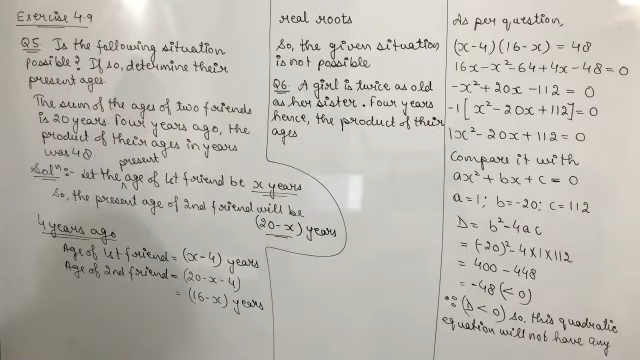 Exercise 4.9
Q5 Is the following situation
possible? If so, determine their
present ages.
The sum of the ages of two friends
is 20 years. Four years ago, the
product of their ages in years
was 48
Solⁿ:- let the present age of 1st friend be x years
So, the present age of 2nd friend will be
(20-x) years
4 years ago
Age of 1st friend = (x-4) years
Age of 2nd friend = (20-x-4)
= (16-x) years
As per question,
(x-4)(16-x) = 48
16x-x²-64+4x-48=0
-x²+20x-112=0
-1[x²-20x+112]=0
1x²-20x+112=0
Compare it with
ax²+bx+c=0
a=1; b=-20; c=112
D = b²-4ac
= (-20)²-4×1×112
= 400-448
= -48(<0)
∵ (D<0) so, this quadratic
equation will not have any
real roots
So, the given situation
is not possible
Q6 A girl is twice as old
as her sister. Four years
hence, the product of their
ages